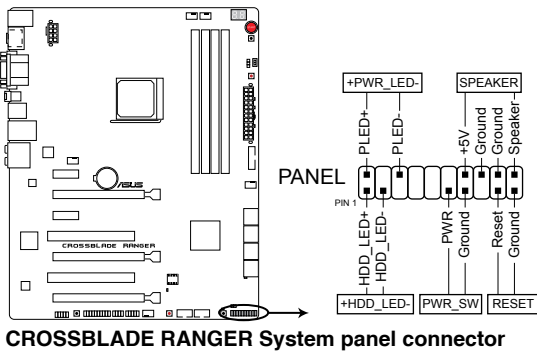 +PWR_LED-
SPEAKER
PLED+
PLED-
+5V
Ground
Ground
Speaker
PANEL
PIN 1
HDD_LED+
HDD_LED-
PWR
Ground
Reset
Ground
+HDD_LED-
PWR_SW
RESET
/SUS
CROSSBLADE RANGER
CROSSBLADE RANGER System panel connector